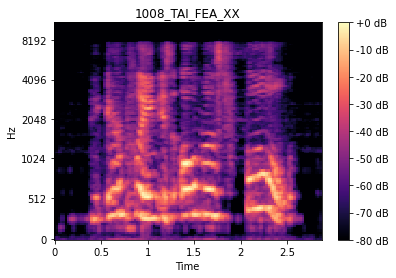 1008_TAI_FEA_XX
+0 dB
8192
-10 dB
4096
-20 dB
-30 dB
2048
Hz
-40 dB
1024
-50 dB
512
-60 dB
-70 dB
0
-80 dB
0 0.5 1 1.5 2 2.5
Time